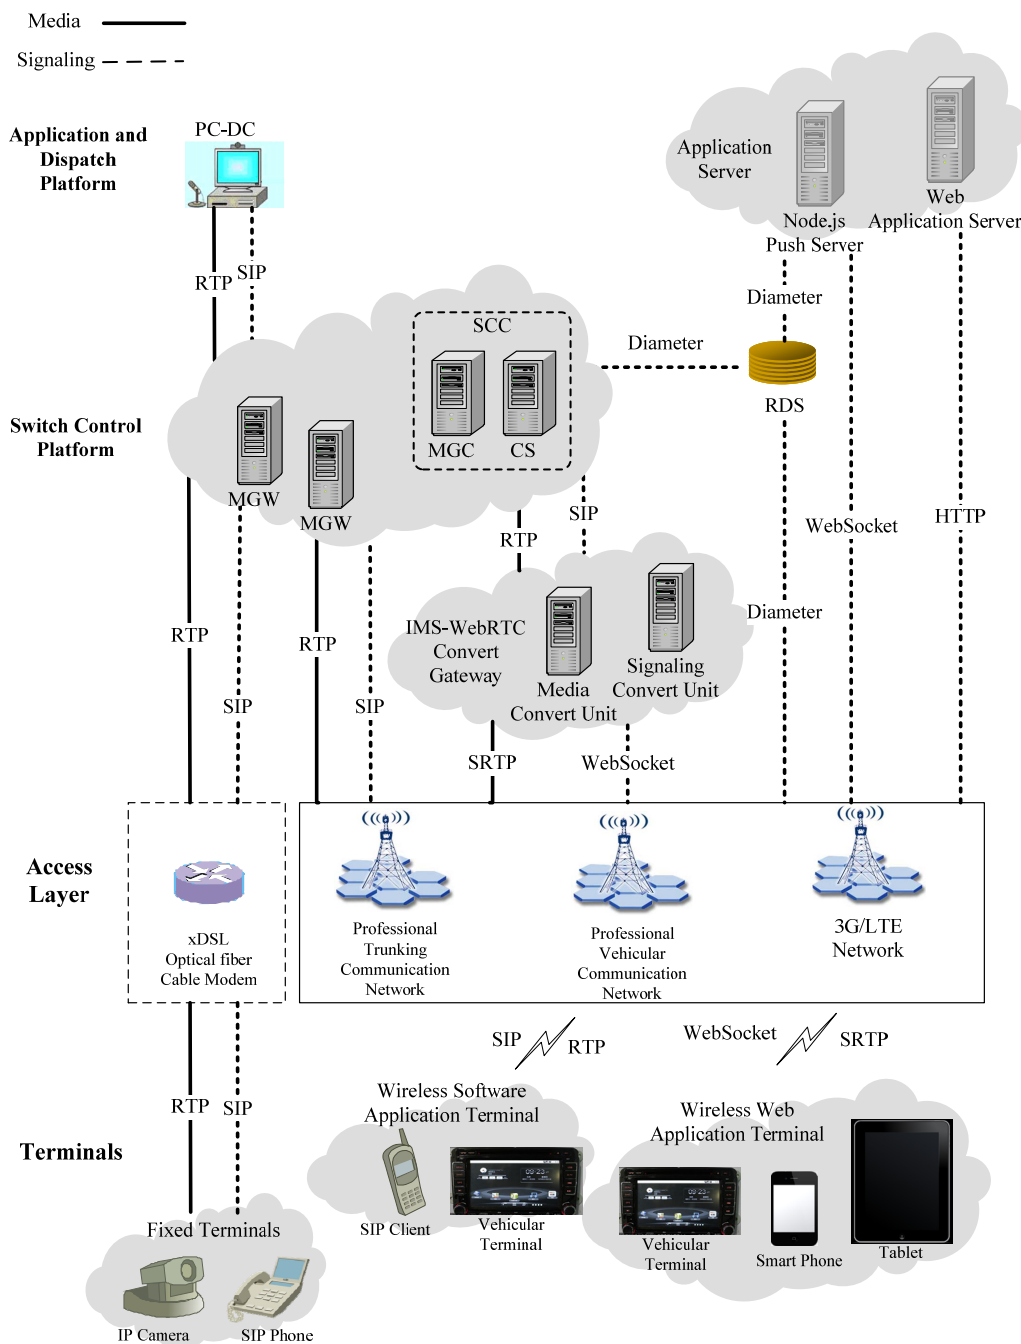 Media
Signaling
Application and
Dispatch
Platform
PC-DC
Application
Server
Node.js
Push Server
Web
Application Server
RTP
SIP
Diameter
SCC
MGC
CS
Diameter
RDS
Switch Control
Platform
MGW
MGW
RTP
SIP
WebSocket
HTTP
IMS-WebRTC
Convert
Gateway
Media
Convert Unit
Signaling
Convert Unit
Diameter
RTP
SIP
RTP
SIP
SRTP
WebSocket
Access
Layer
xDSL
Optical fiber
Cable Modem
Professional
Trunking
Communication
Network
Professional
Vehicular
Communication
Network
3G/LTE
Network
SIP
RTP
WebSocket
SRTP
RTP
SIP
Terminals
Wireless Software
Application Terminal
SIP Client
Vehicular
Terminal
Wireless Web
Application Terminal
Vehicular
Terminal
Smart Phone
Tablet
Fixed Terminals
IP Camera
SIP Phone